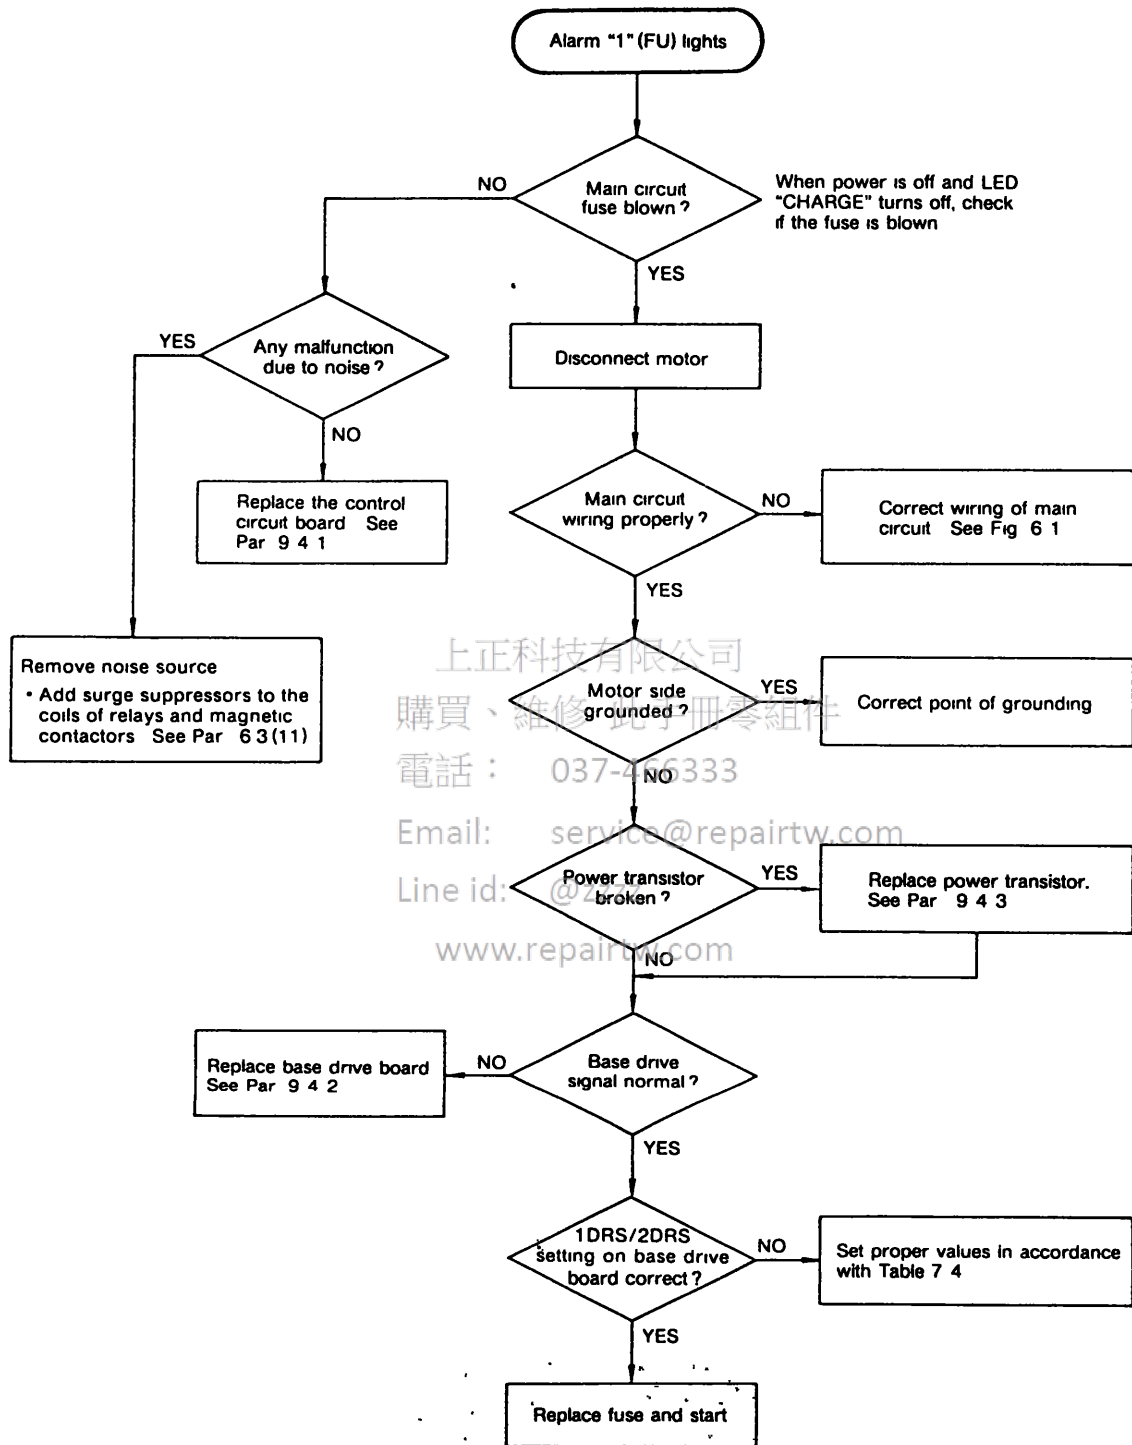 Alarm "1" (FU) lights
NO
Main circuit
fuse blown ?
When power is off and LED
"CHARGE" turns off, check
if the fuse is blown
YES
YES
Any malfunction
due to noise ?
NO
Disconnect motor
Replace the control
circuit board See
Par 9 4 1
Main circuit
wiring properly ?
NO
Correct wiring of main
circuit See Fig 6 1
YES
Remove noise source
• Add surge suppressors to the
coils of relays and magnetic
contactors See Par 6 3 (11)
上正科技有限公司
Motor side
grounded ?
YES
Correct point of grounding
購買、維修 此手冊零組件
電話： 037-466333
NO
Email: service@repairtw.com
Power transistor
broken ?
YES
Replace power transistor.
See Par 9 4 3
Line id: @zzzz
www.repairtw.com
NO
Replace base drive board
See Par 9 4 2
NO
Base drive
signal normal ?
YES
1DRS/2DRS
setting on base drive
board correct ?
NO
Set proper values in accordance
with Table 7 4
YES
Replace fuse and start